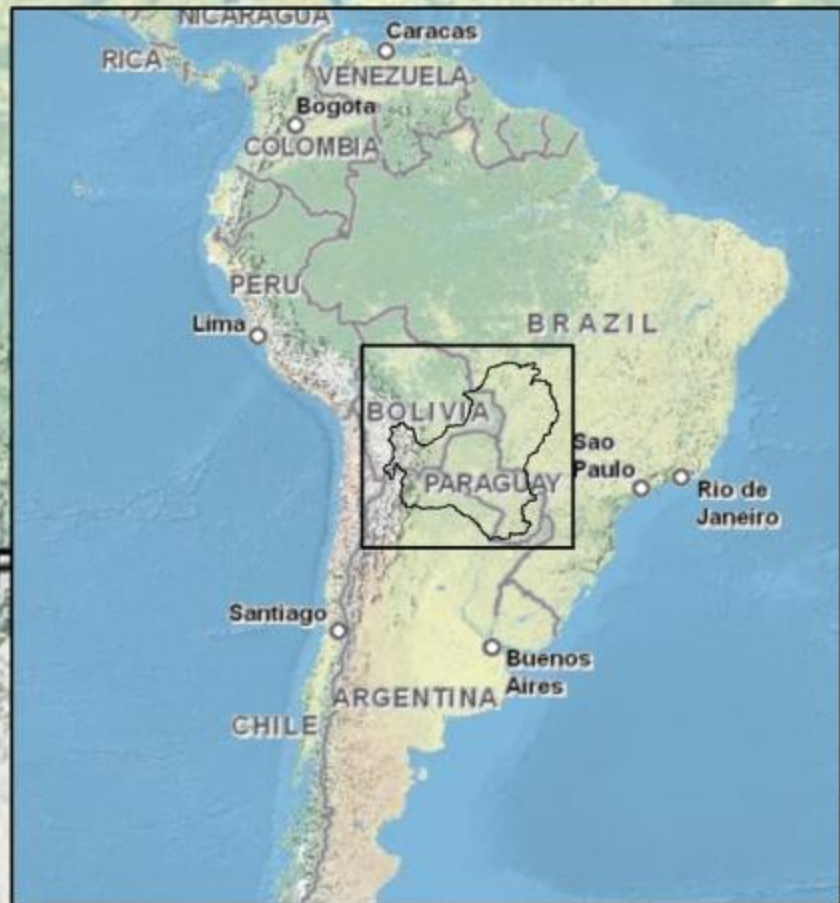 NICARAGUA
Caracas
RICA
VENEZUELA
Bogota
COLOMBIA
PERU
Lima
BRAZIL
BOLIVIA
Sao
Paulo
PARAGUAY
Rio de
Janeiro
Santiago
Buenos
Aires
ARGENTINA
CHILE